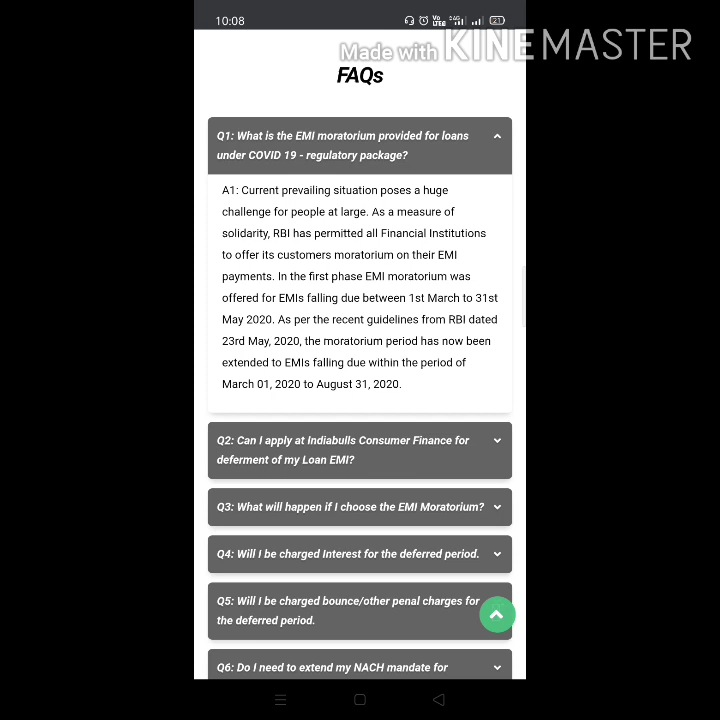 10:08
Vo
LTE
4G
21
Made with KINEMASTER
FAQs
Q1: What is the EMI moratorium provided for loans
under COVID 19 - regulatory package?
A1: Current prevailing situation poses a huge
challenge for people at large. As a measure of
solidarity, RBI has permitted all Financial Institutions
to offer its customers moratorium on their EMI
payments. In the first phase EMI moratorium was
offered for EMIs falling due between 1st March to 31st
May 2020. As per the recent guidelines from RBI dated
23rd May, 2020, the moratorium period has now been
extended to EMIs falling due within the period of
March 01, 2020 to August 31, 2020.
Q2: Can I apply at Indiabulls Consumer Finance for
deferment of my Loan EMI?
Q3: What will happen if I choose the EMI Moratorium?
Q4: Will I be charged Interest for the deferred period.
Q5: Will I be charged bounce/other penal charges for
the deferred period.
Q6: Do I need to extend my NACH mandate for